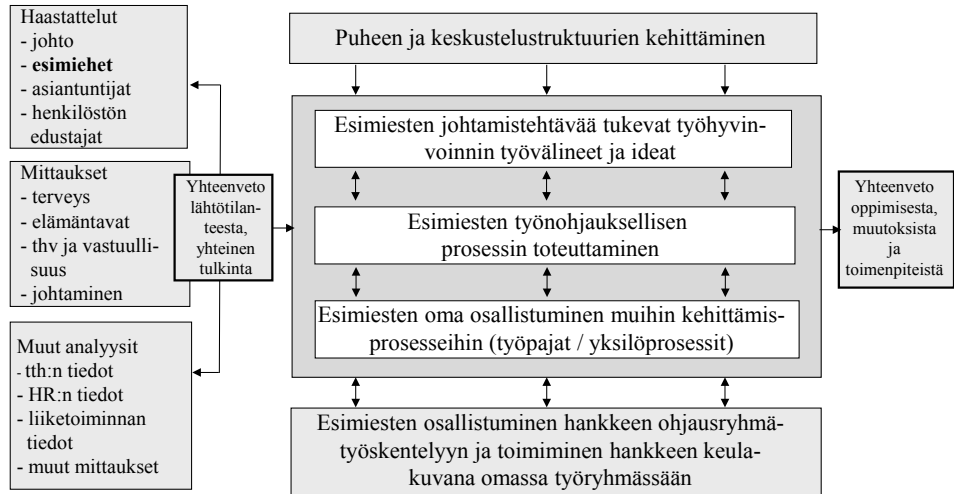 Haastattelut
- johto
- esimiehet
- asiantuntijat
- henkilöstön
edustajat
Mittaukset
- terveys
- elämäntavat
- thv ja vastuulli-
suus
- johtaminen
Muut analyysit
- tth:n tiedot
- HR:n tiedot
- liiketoiminnan
tiedot
- muut mittaukset
Yhteenveto
lähtötilan-
teesta,
yhteinen
tulkinta
Puheen ja keskustelustruktuurien kehittäminen
Esimiesten johtamistehtävää tukevat työhyvin-
voinnin työvälineet ja ideat
Esimiesten työnohjauksellisen
prosessin toteuttaminen
Esimiesten oma osallistuminen muihin kehittämis-
prosesseihin (työpajat / yksilöprosessit)
Esimiesten osallistuminen hankkeen ohjausryhmä-
työskentelyyn ja toimiminen hankkeen keula-
kuvana omassa työryhmässään
Yhteenveto
oppimisesta,
muutoksista
ja
toimenpiteistä